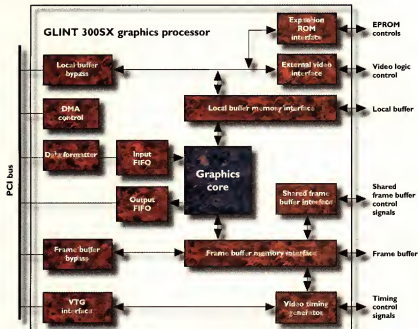 GLINT 300SX graphics processor
Expansion
ROM
interface
EPROM
controls
Local buffer
bypass
External video
interface
Video logic
control
Local buffer memory interface
Local buffer
DMA
control
Data formatter
Input
FIFO
Graphics
core
Output
FIFO
Shared frame
buffer interface
Shared
frame buffer
control
signals
PCI bus
Frame buffer
bypass
Frame buffer memory interface
Frame buffer
VTG
interface
Video timing
generator
Timing
control
signals